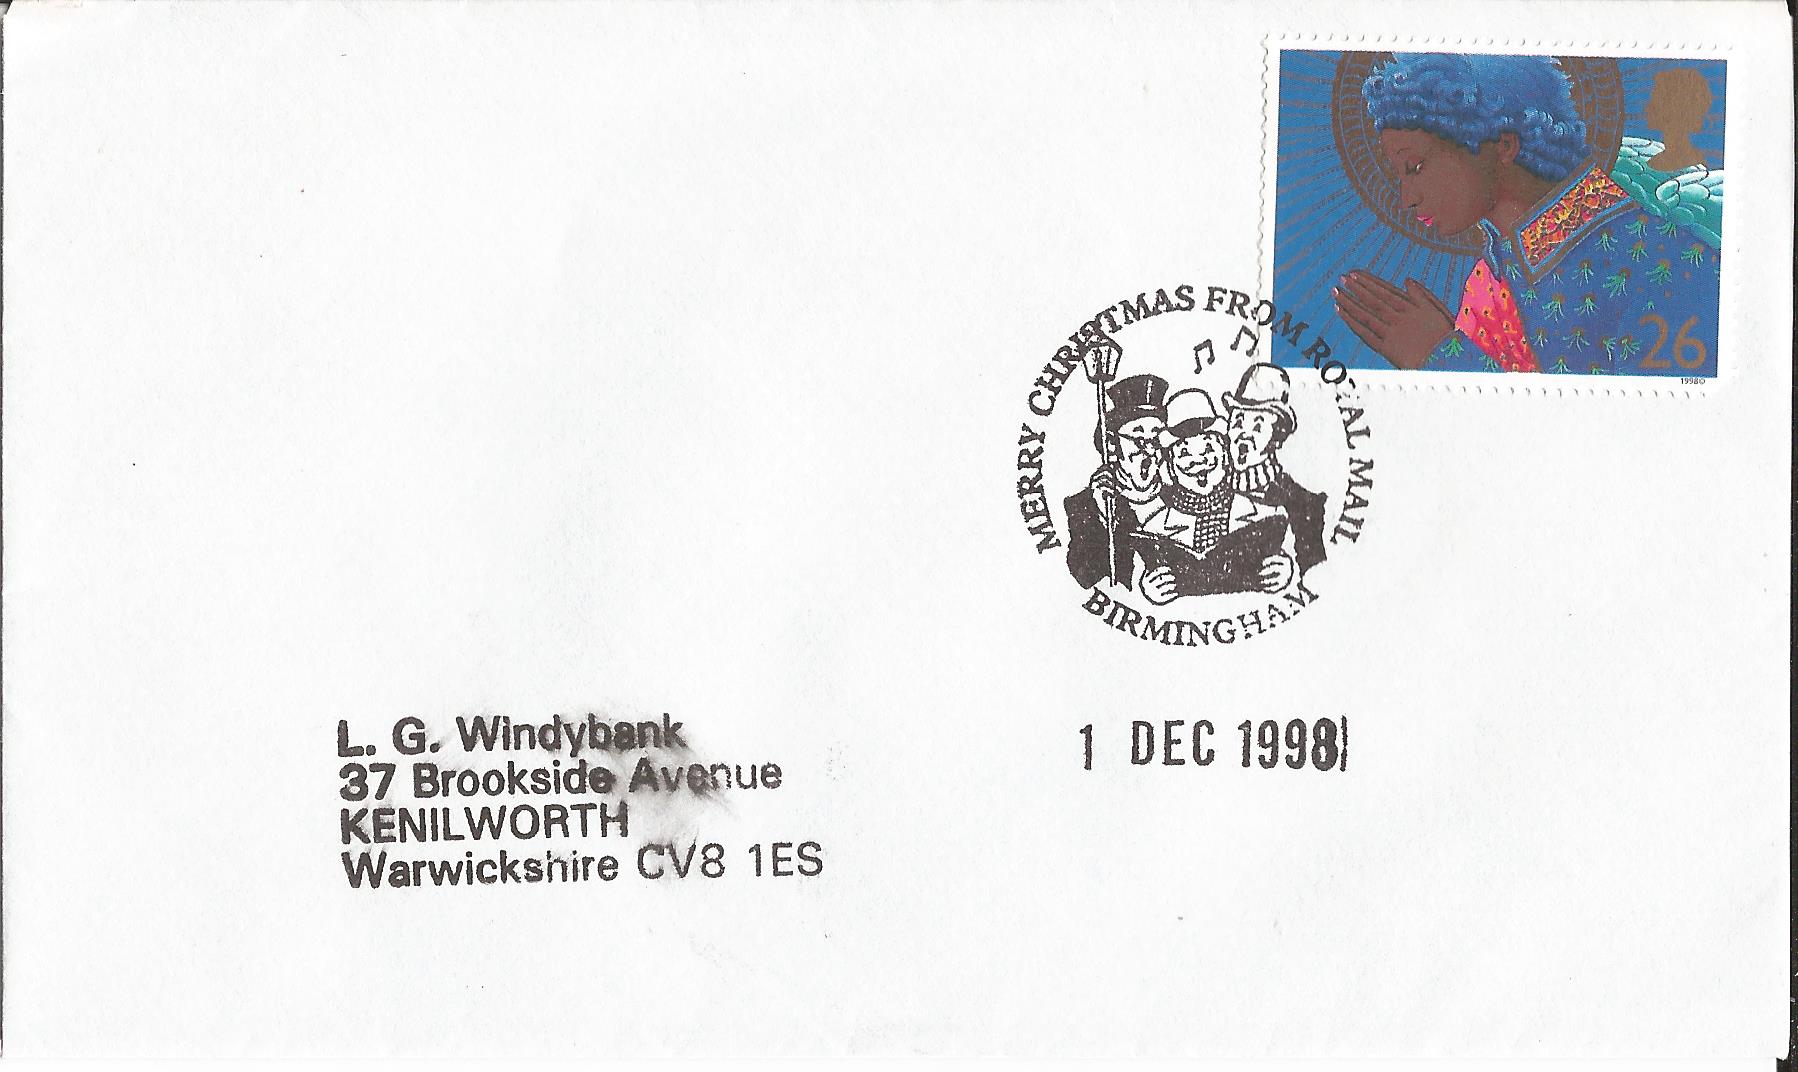 26
1998©
MERRY CHRISTMAS FROM ROYAL MAIL
BIRMINGHAM
1 DEC 1998
L. G. Windybank
37 Brookside Avenue
KENILWORTH
Warwickshire CV8 1ES